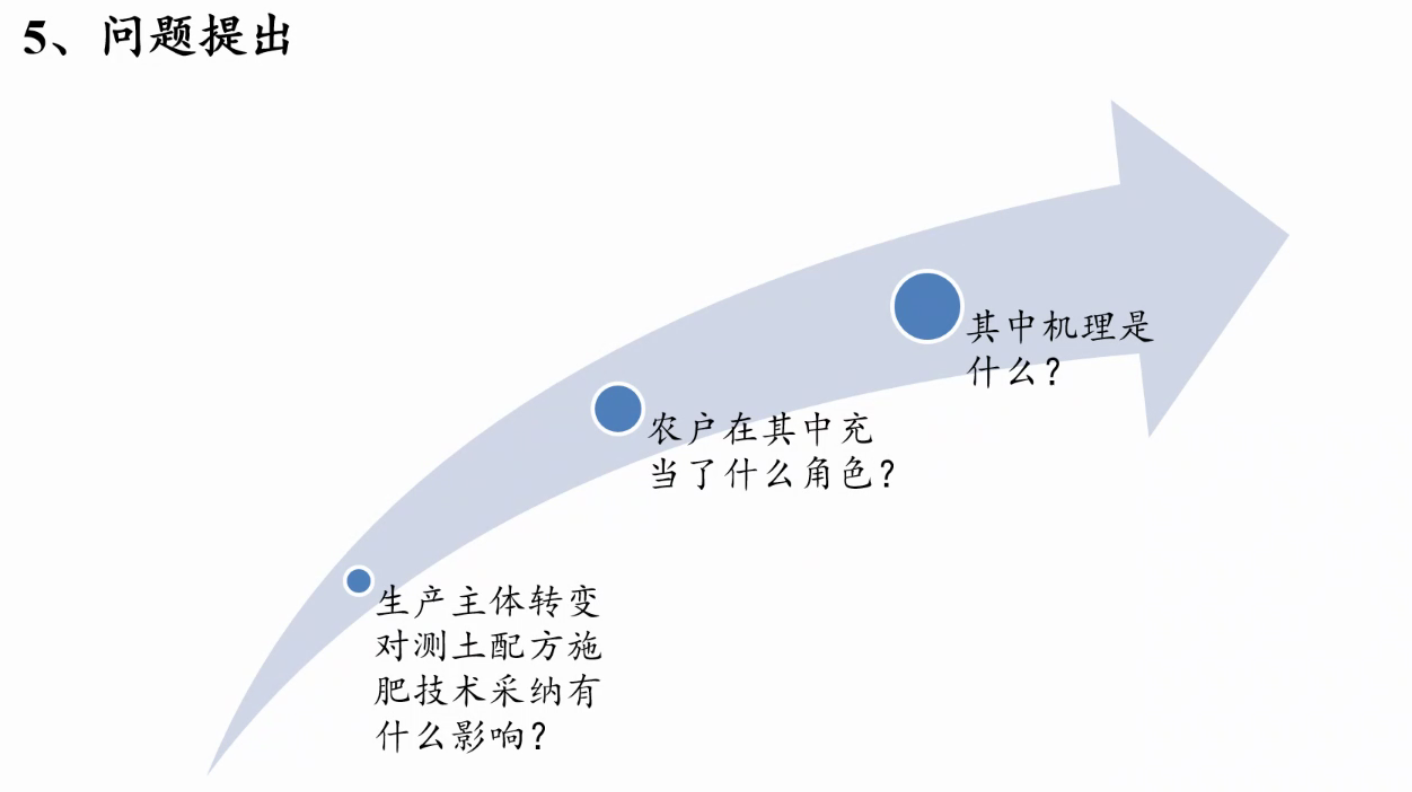 5、问题提出
生产主体转变
对测土配方施
肥技术采纳有
什么影响？
农户在其中充
当了什么角色？
其中机理是
什么？